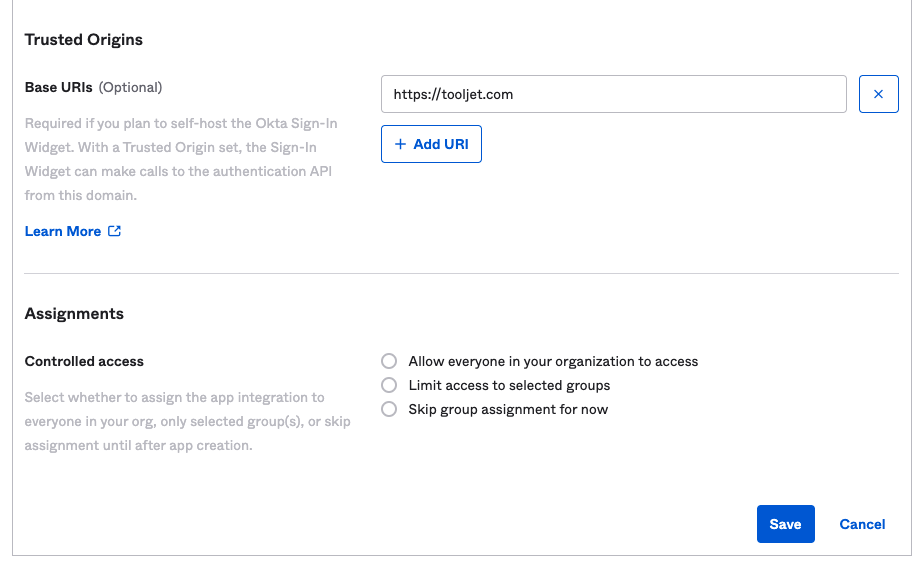 Trusted Origins
Base URIs (Optional)
https://tooljet.com
Required if you plan to self-host the Okta Sign-In
Widget. With a Trusted Origin set, the Sign-In
Widget can make calls to the authentication API
from this domain.
+ Add URI
Learn More
Assignments
Controlled access
Select whether to assign the app integration to
everyone in your org, only selected group(s), or skip
assignment until after app creation.
Allow everyone in your organization to access
Limit access to selected groups
Skip group assignment for now
Save
Cancel